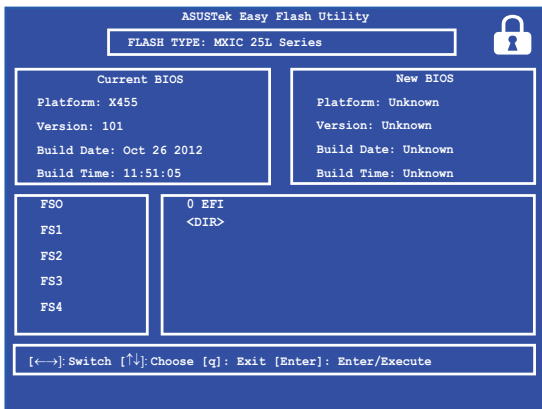 ASUSTek Easy Flash Utility
FLASH TYPE: MXIC 25L Series
Current BIOS
Platform: X455
Version: 101
Build Date: Oct 26 2012
Build Time: 11:51:05
New BIOS
Platform: Unknown
Version: Unknown
Build Date: Unknown
Build Time: Unknown
FSO
FS1
FS2
FS3
FS4
0 EFI
<DIR>
[←→]: Switch [↑↓]: Choose [q]: Exit [Enter]: Enter/Execute